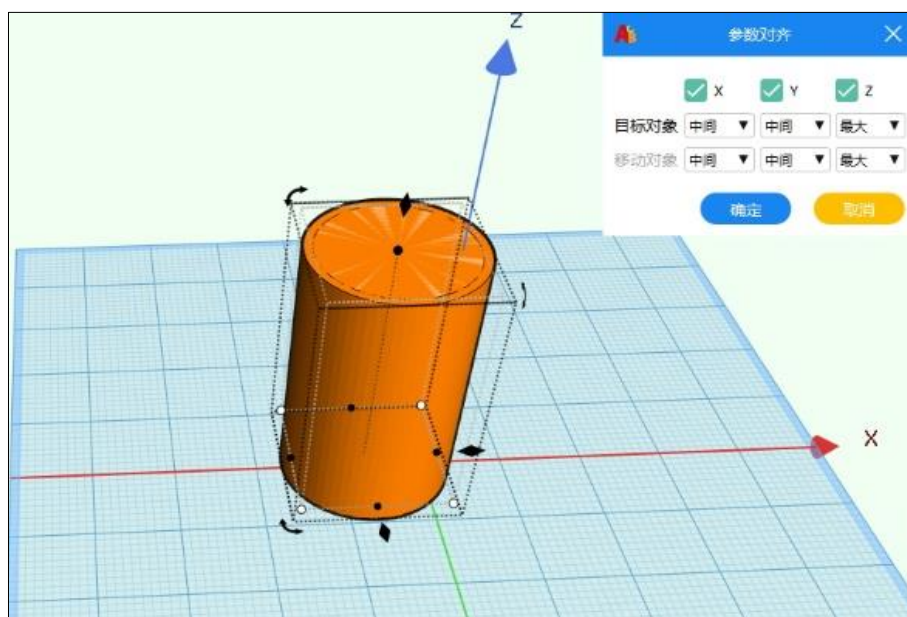 Z
参数对齐
X Y Z
目标对象 中间 中间 最大
移动对象 中间 中间 最大
确定 取消
X